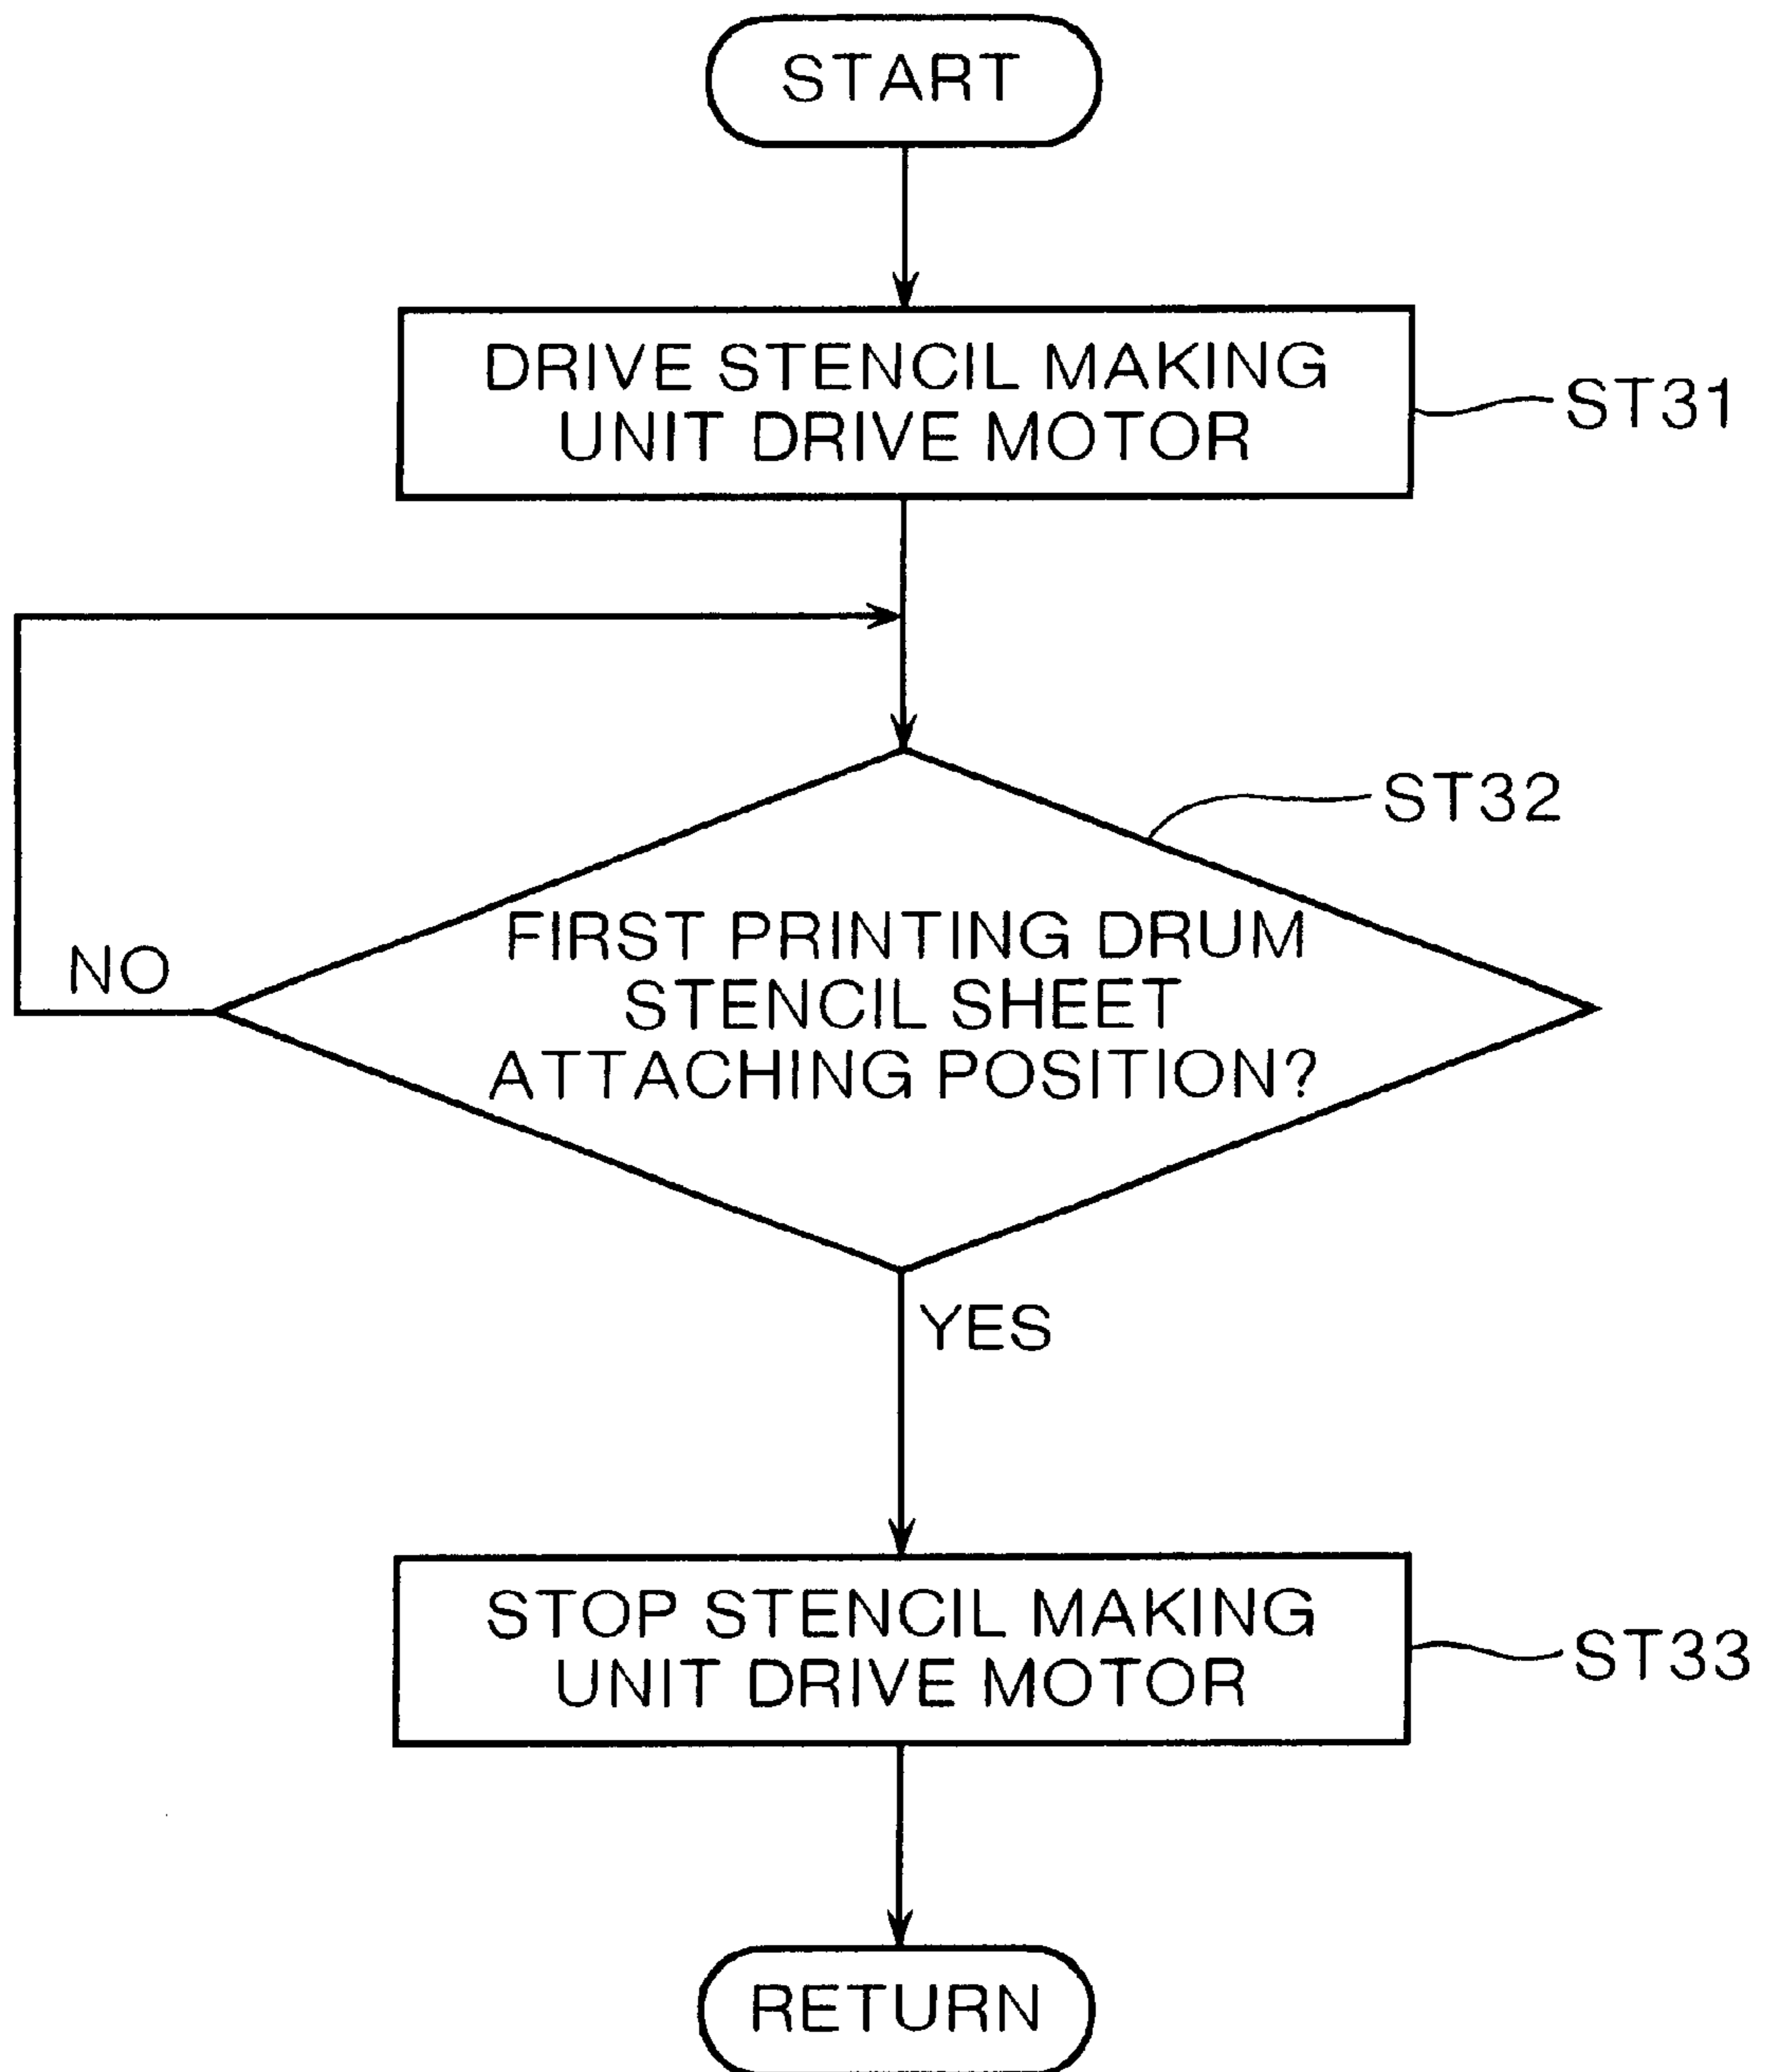 START
DRIVE STENCIL MAKING
UNIT DRIVE MOTOR
ST31
ST32
FIRST PRINTING DRUM
STENCIL SHEET
ATTACHING POSITION?
NO
YES
STOP STENCIL MAKING
UNIT DRIVE MOTOR
ST33
RETURN